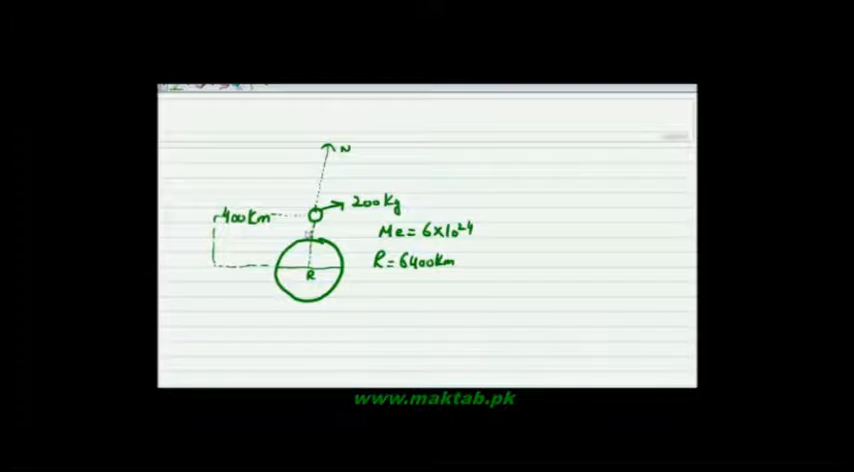 N
200Kg
400Km
Me = 6×10²⁴
R = 6400Km
R
www.maktab.pk